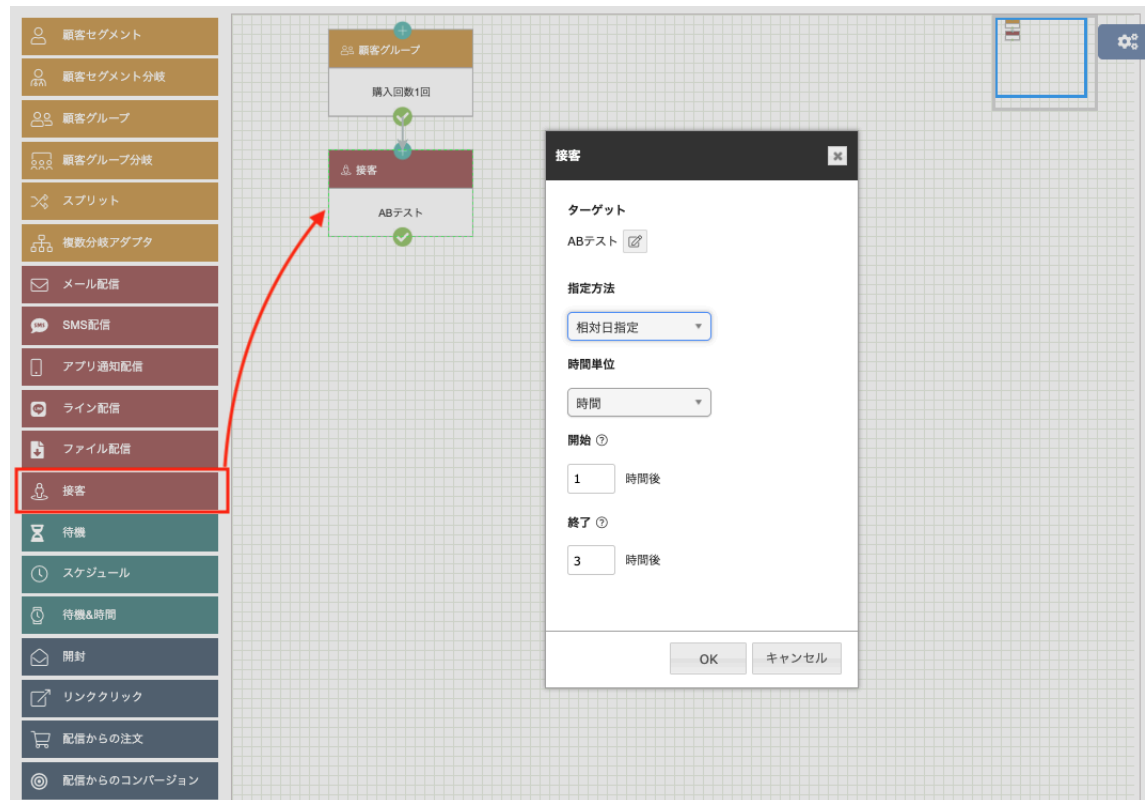 顧客セグメント
顧客セグメント分岐
顧客グループ
顧客グループ分岐
スプリット
複数分岐アダプタ
メール配信
SMS
SMS配信
アプリ通知配信
ライン配信
ファイル配信
接客
待機
スケジュール
待機&時間
開封
リンククリック
配信からの注文
配信からのコンバージョン
顧客グループ
購入回数1回
接客
ABテスト
接客
ターゲット
ABテスト
指定方法
相対日指定
時間単位
時間
開始
1 時間後
終了
3 時間後
OK キャンセル